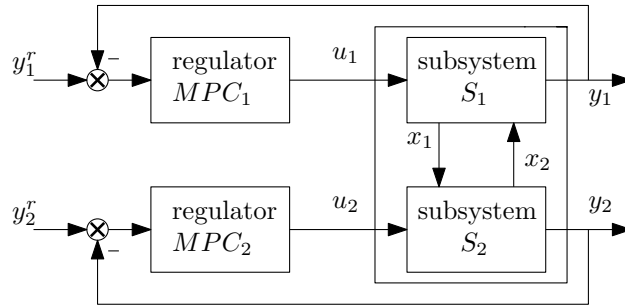 y_1^r
−
regulator
MPC_1
u_1
subsystem
S_1
y_1
x_1
x_2
y_2^r
−
regulator
MPC_2
u_2
subsystem
S_2
y_2